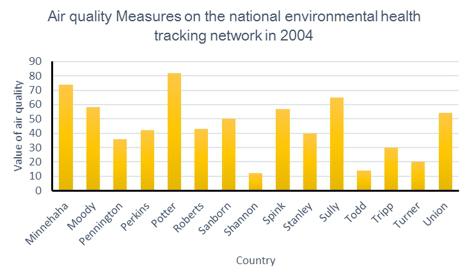 Air quality Measures on the national environmental health
tracking network in 2004
Value of air quality
90
80
70
60
50
40
30
20
10
0
Minnehaha
Moody
Pennington
Perkins
Potter
Roberts
Sanborn
Shannon
Spink
Stanley
Sully
Todd
Tripp
Turner
Union
Country